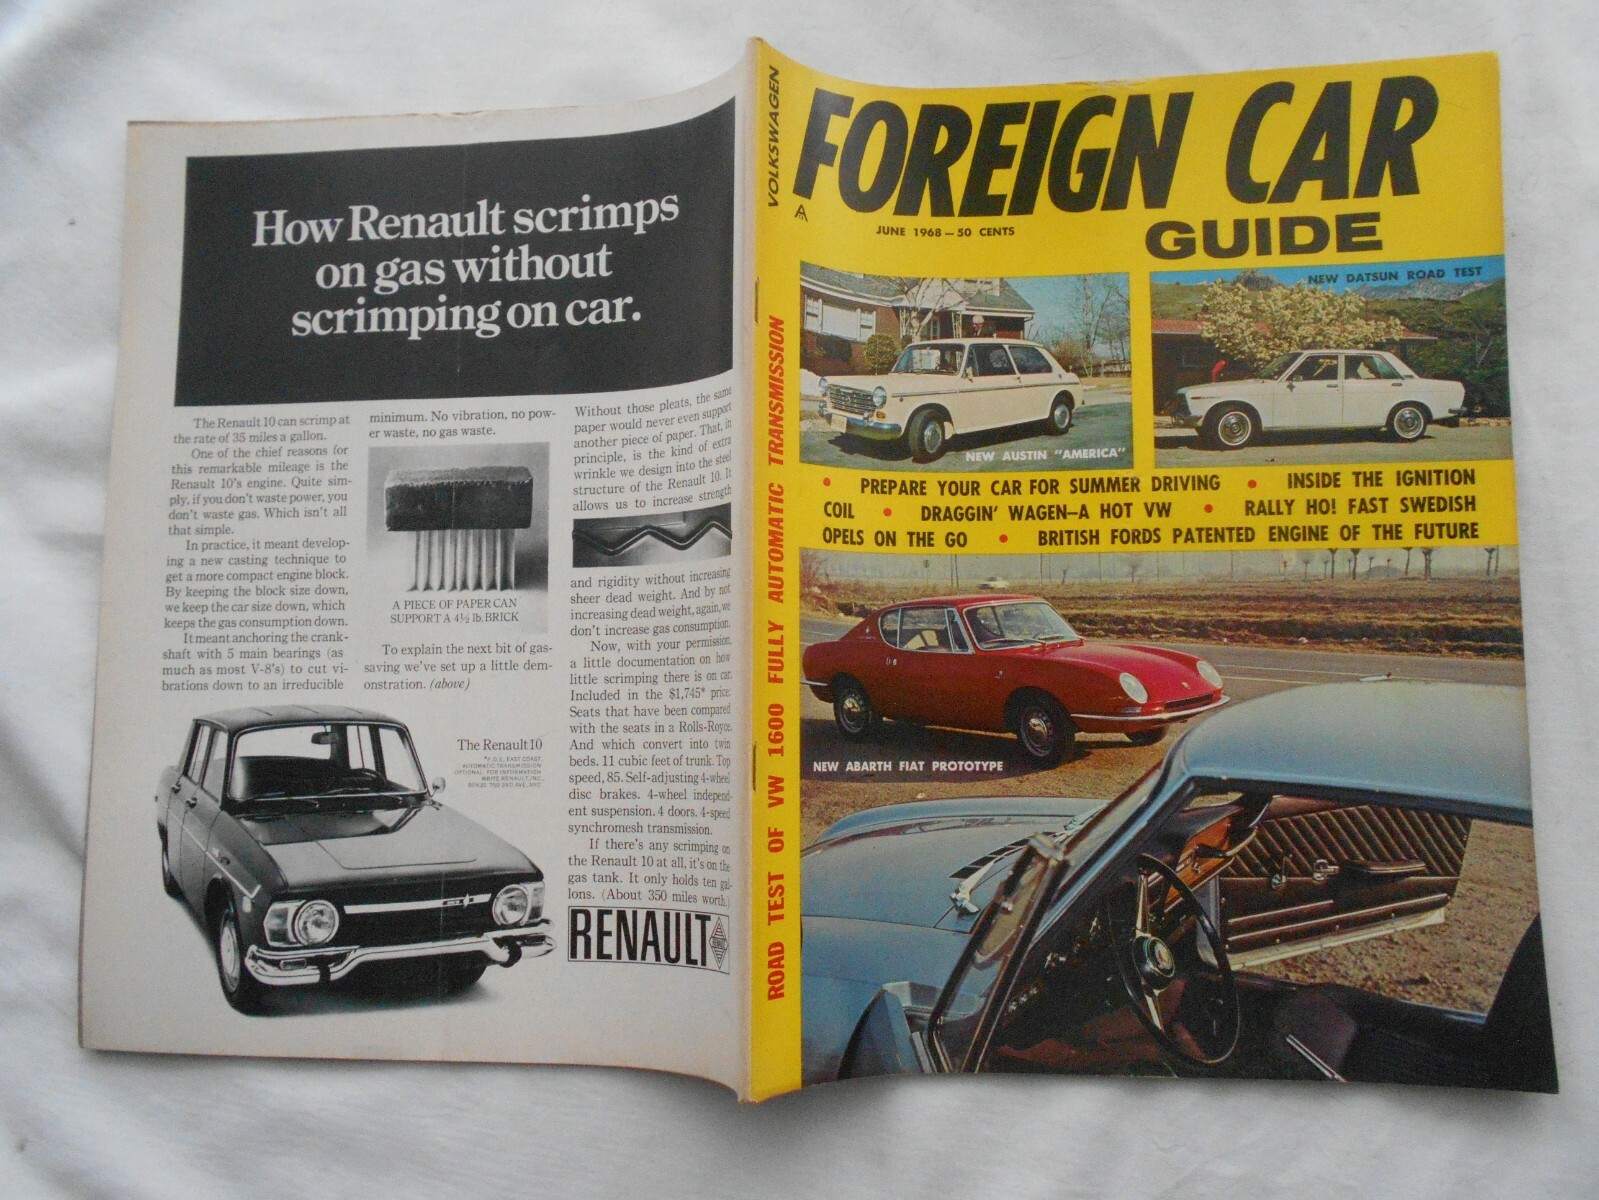 How Renault scrimps
on gas without
scrimping on car.
The Renault 10 can scrimp at
the rate of 35 miles a gallon.
One of the chief reasons for
this remarkable mileage is the
Renault 10's engine. Quite sim-
ply, if you don't waste power, you
don't waste gas. Which isn't all
that simple.
In practice, it meant develop-
ing a new casting technique to
get a more compact engine block.
By keeping the block size down,
we keep the car size down, which
keeps the gas consumption down.
It meant anchoring the crank-
shaft with 5 main bearings (as
much as most V-8's) to cut vi-
brations down to an irreducible
minimum. No vibration, no pow-
er waste, no gas waste.
A PIECE OF PAPER CAN
SUPPORT A 4½ lb. BRICK
To explain the next bit of gas-
saving we've set up a little dem-
onstration. (above)
Without those pleats, the same
paper would never even support
another piece of paper. That, in
principle, is the kind of extra
wrinkle we design into the steel
structure of the Renault 10. It
allows us to increase strength
and rigidity without increasing
sheer dead weight. And by not
increasing dead weight, again, we
don't increase gas consumption.
Now, with your permission,
a little documentation on how
little scrimping there is on car.
Included in the $1,745* price:
Seats that have been compared
with the seats in a Rolls-Royce.
And which convert into twin
beds. 11 cubic feet of trunk. Top
speed, 85. Self-adjusting 4-wheel
disc brakes. 4-wheel independ-
ent suspension. 4 doors. 4-speed
synchromesh transmission.
If there's any scrimping on
the Renault 10 at all, it's on the
gas tank. It only holds ten gal-
lons. (About 350 miles worth.)
The Renault 10
*P.O.E. EAST COAST.
AUTOMATIC TRANSMISSION
OPTIONAL. FOR INFORMATION
WRITE RENAULT, INC.,
RENAULT
VOLKSWAGEN
ROAD TEST OF VW 1600 FULLY AUTOMATIC TRANSMISSION
FOREIGN CAR
GUIDE
JUNE 1968–50 CENTS
NEW AUSTIN "AMERICA"
NEW DATSUN ROAD TEST
• PREPARE YOUR CAR FOR SUMMER DRIVING • INSIDE THE IGNITION
COIL • DRAGGIN' WAGEN–A HOT VW • RALLY HO! FAST SWEDISH
OPELS ON THE GO • BRITISH FORDS PATENTED ENGINE OF THE FUTURE
NEW ABARTH FIAT PROTOTYPE